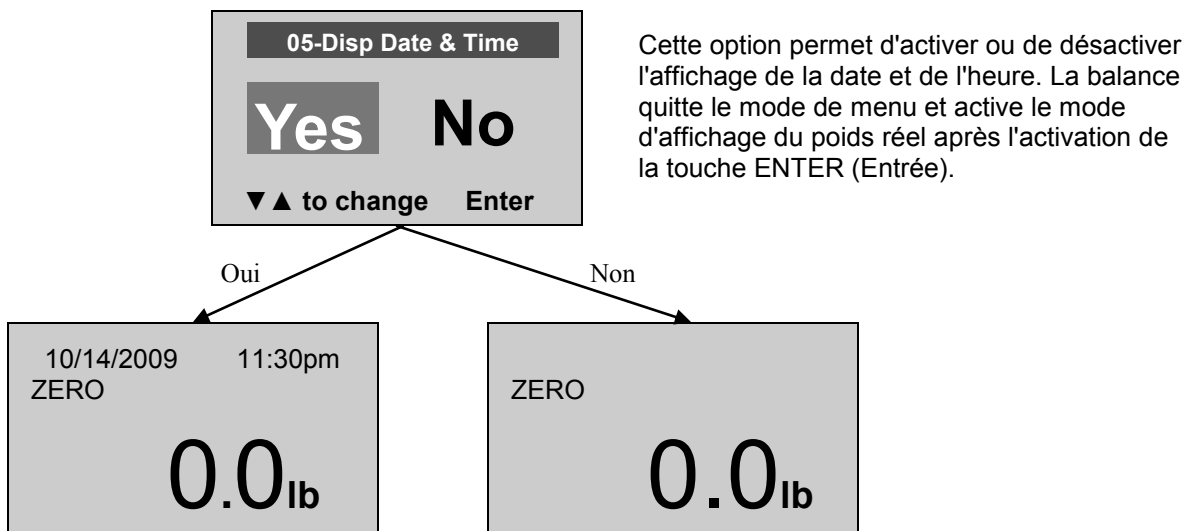 05-Disp Date & Time
Yes No
▼▲ to change Enter
Cette option permet d'activer ou de désactiver
l'affichage de la date et de l'heure. La balance
quitte le mode de menu et active le mode
d'affichage du poids réel après l'activation de
la touche ENTER (Entrée).
Oui
Non
10/14/2009 11:30pm
ZERO
0.0lb
ZERO
0.0lb